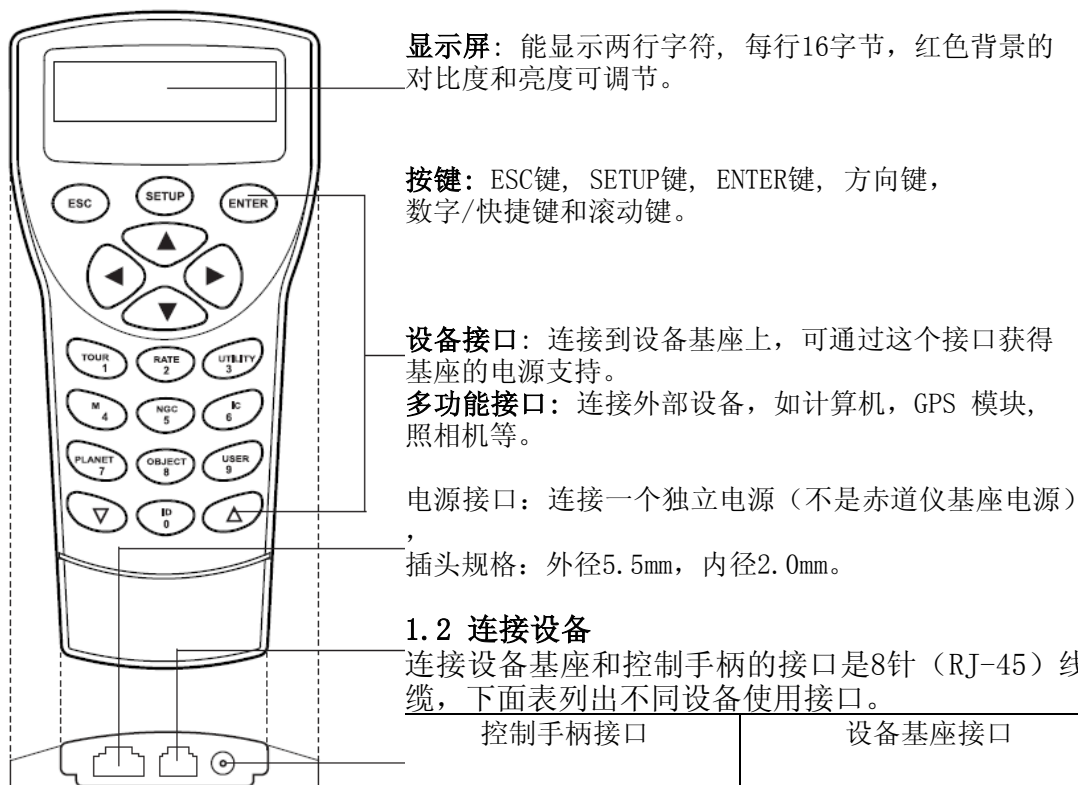 显示屏: 能显示两行字符, 每行16字节，红色背景的
对比度和亮度可调节。
按键: ESC键, SETUP键, ENTER键, 方向键，
数字/快捷键和滚动键。
设备接口: 连接到设备基座上，可通过这个接口获得
基座的电源支持。
多功能接口: 连接外部设备，如计算机，GPS 模块,
照相机等。
电源接口: 连接一个独立电源（不是赤道仪基座电源）
，
插头规格: 外径5.5mm，内径2.0mm。
1.2 连接设备
连接设备基座和控制手柄的接口是8针（RJ-45）线
缆，下面表列出不同设备使用接口。
控制手柄接口 设备基座接口
ESC SETUP ENTER
TOUR RATE UTILITY
1 2 3
M NGC IC
4 5 6
PLANET OBJECT USER
7 8 9
ID
0